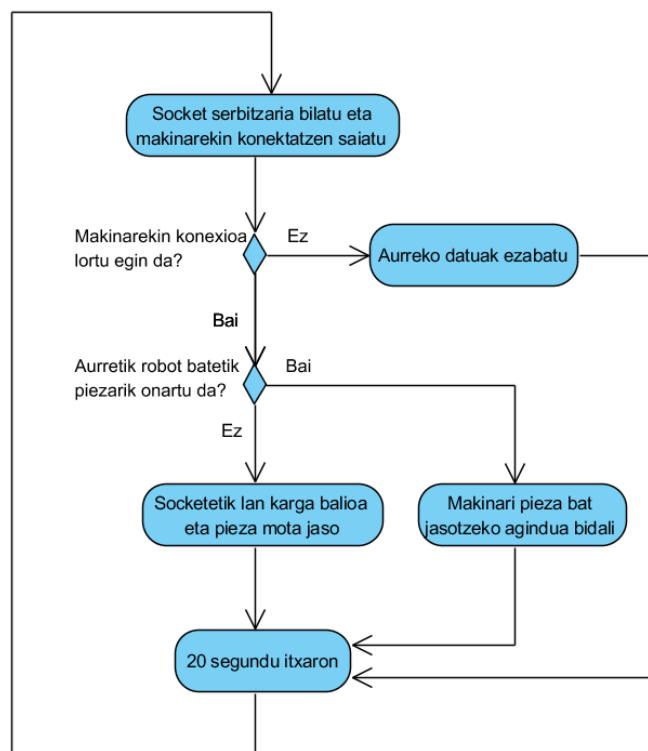 Socket serbitzaria bilatu eta
makinarekin konektatzen saiatu
Makinarekin konexioa
lortu egin da?
Ez
Aurreko datuak ezabatu
Bai
Aurretik robot batetik
piezarik onartu da?
Bai
Ez
Socketetik lan karga balioa
eta pieza mota jaso
Makinari pieza bat
jasotzeko agindua bidali
20 segundu itxaron